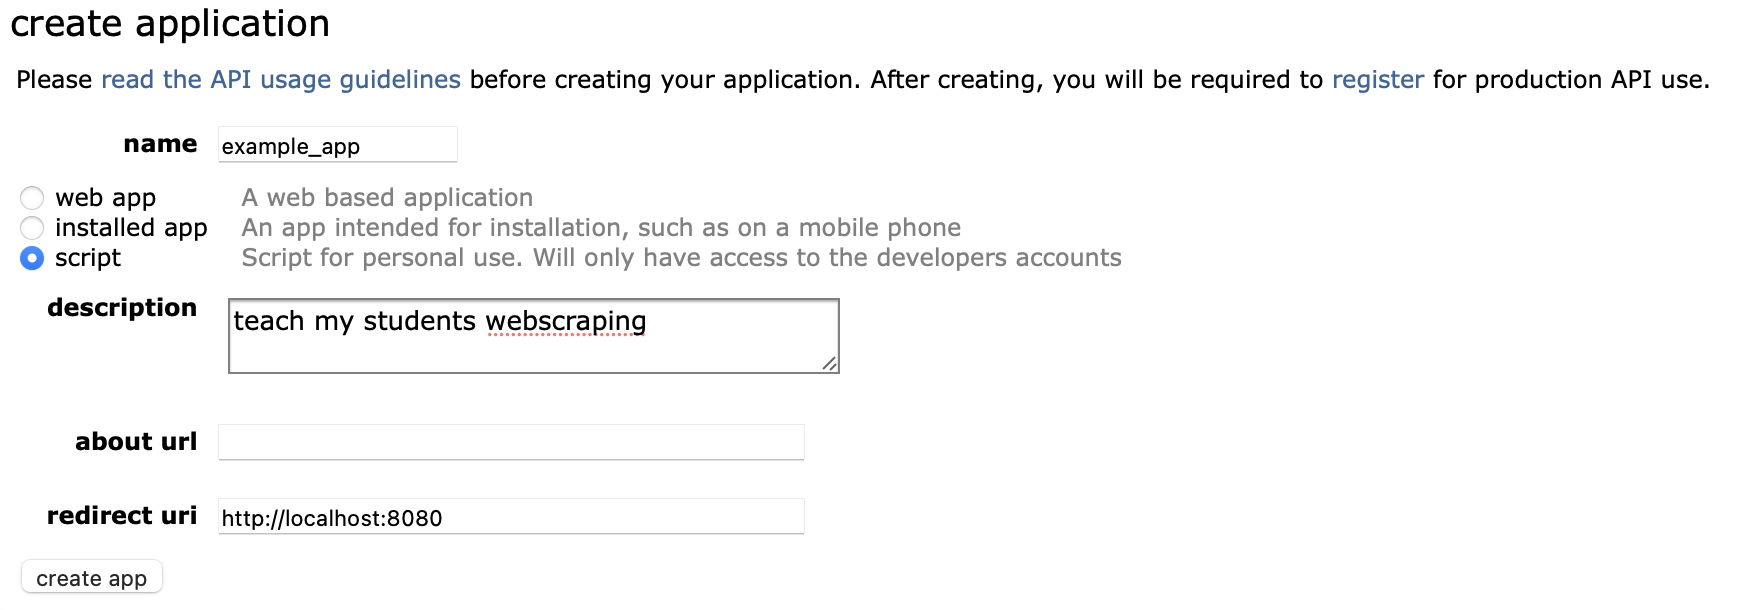 create application
Please read the API usage guidelines before creating your application. After creating, you will be required to register for production API use.
name example_app
web app A web based application
installed app An app intended for installation, such as on a mobile phone
script Script for personal use. Will only have access to the developers accounts
description teach my students webscraping
about url
redirect uri http://localhost:8080
create app